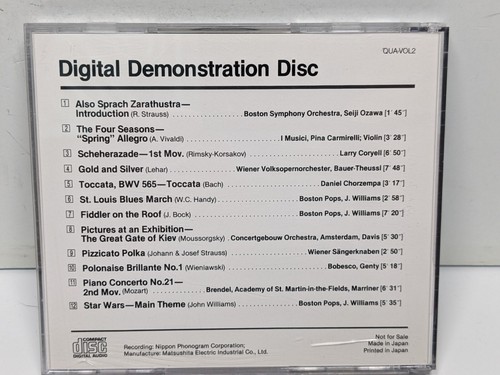 QUA-VOL2
Digital Demonstration Disc
1 Also Sprach Zarathustra—
Introduction (R. Strauss) Boston Symphony Orchestra, Seiji Ozawa [1' 45"]
2 The Four Seasons—
"Spring" Allegro (A. Vivaldi) I Musici, Pina Carmirelli; Violin [3' 28"]
3 Scheherazade—1st Mov. (Rimsky-Korsakov) Larry Coryell [6' 50"]
4 Gold and Silver (Lehar) Wiener Volksopernorchester, Bauer-Theussl [7' 48"]
5 Toccata, BWV 565—Toccata (Bach) Daniel Chorzempa [3' 17"]
6 St. Louis Blues March (W.C. Handy) Boston Pops, J. Williams [2' 58"]
7 Fiddler on the Roof (J. Bock) Boston Pops, J. Williams [7' 20"]
8 Pictures at an Exhibition—
The Great Gate of Kiev (Moussorgsky) Concertgebouw Orchestra, Amsterdam, Davis [5' 30"]
9 Pizzicato Polka (Johann & Josef Strauss) Wiener Sängerknaben [2' 50"]
10 Polonaise Brillante No.1 (Wieniawski) Bobesco, Genty [5' 18"]
11 Piano Concerto No.21—
2nd Mov. (Mozart) Brendel, Academy of St. Martin-in-the-Fields, Marriner [6' 31"]
12 Star Wars—Main Theme (John Williams) Boston Pops, J. Williams [5' 35"]
COMPACT
disc
DIGITAL AUDIO
Recording: Nippon Phonogram Corporation;
Manufacture: Matsushita Electric Industrial Co., Ltd.
Not for Sale
Made in Japan
Printed in Japan